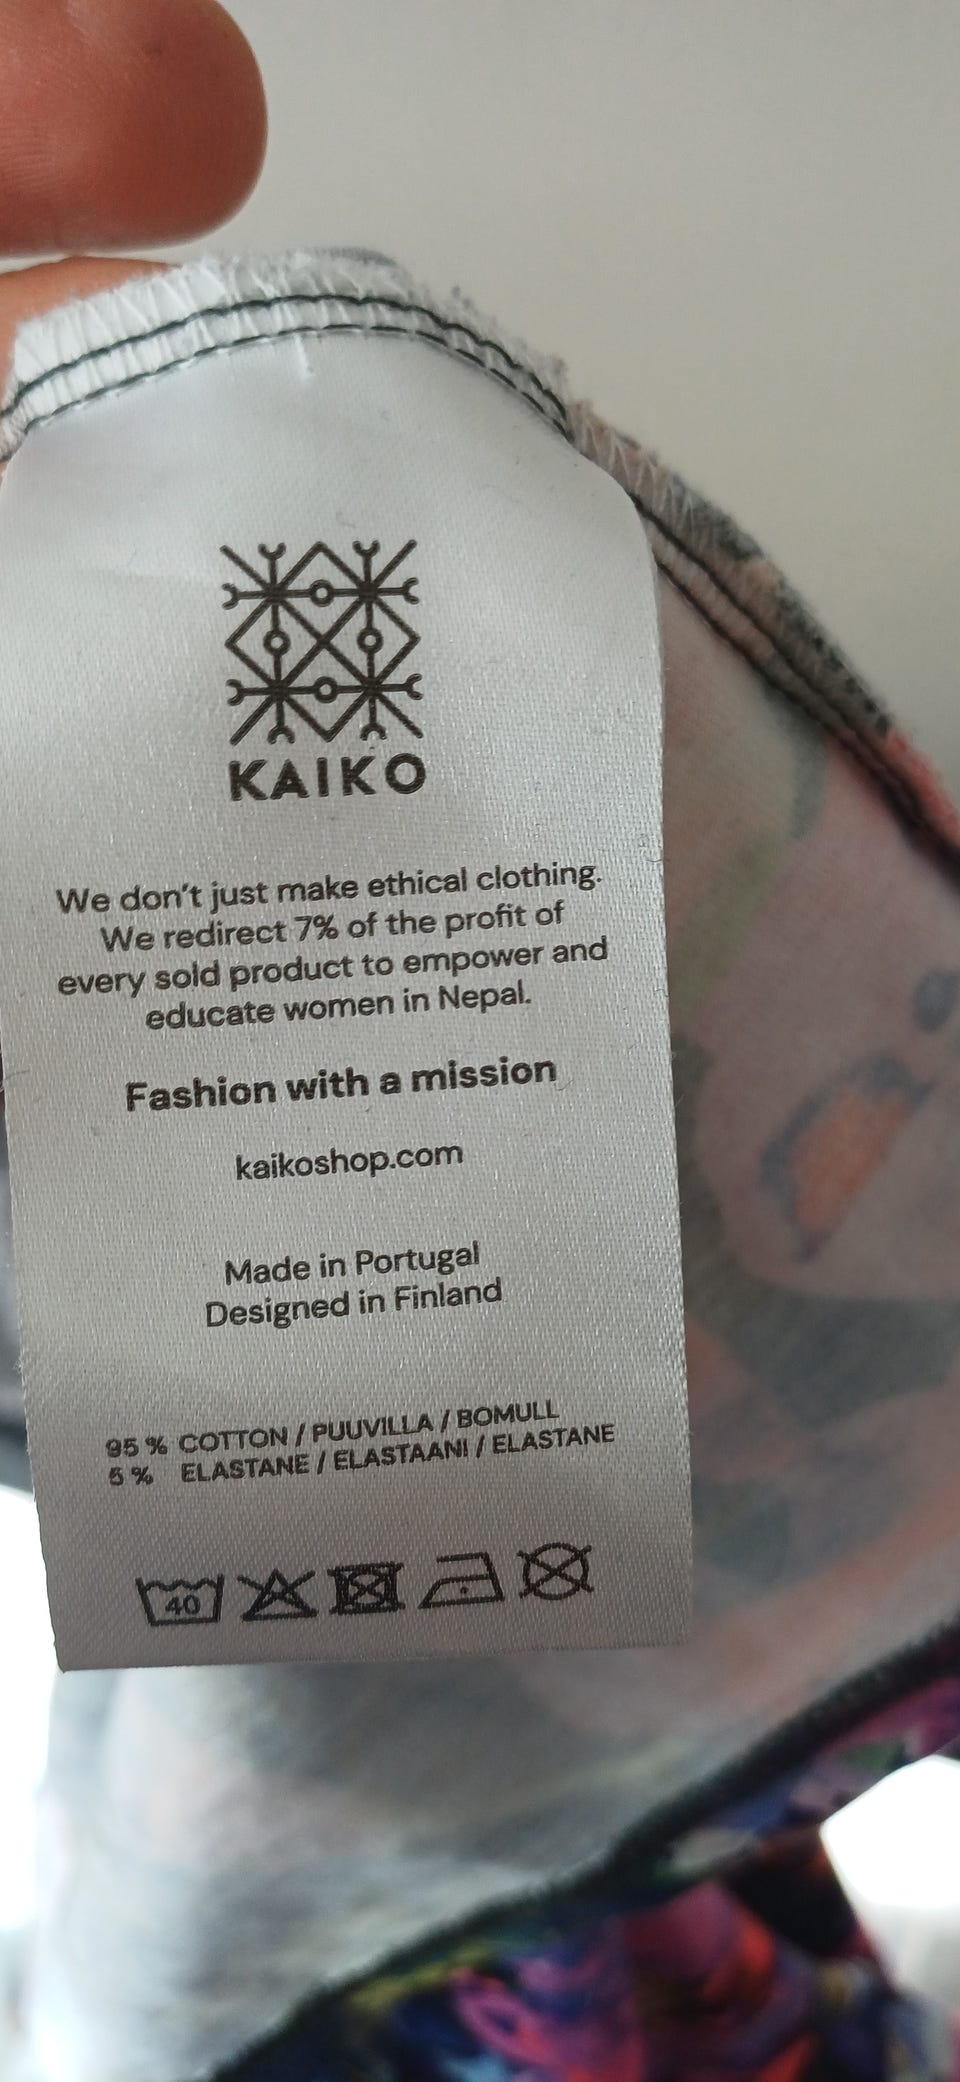 KAIKO
We don't just make ethical clothing.
We redirect 7% of the profit of
every sold product to empower and
educate women in Nepal.
Fashion with a mission
kaikoshop.com
Made in Portugal
Designed in Finland
95 % COTTON / PUUVILLA / BOMULL
5 % ELASTANE / ELASTAANI / ELASTANE
40